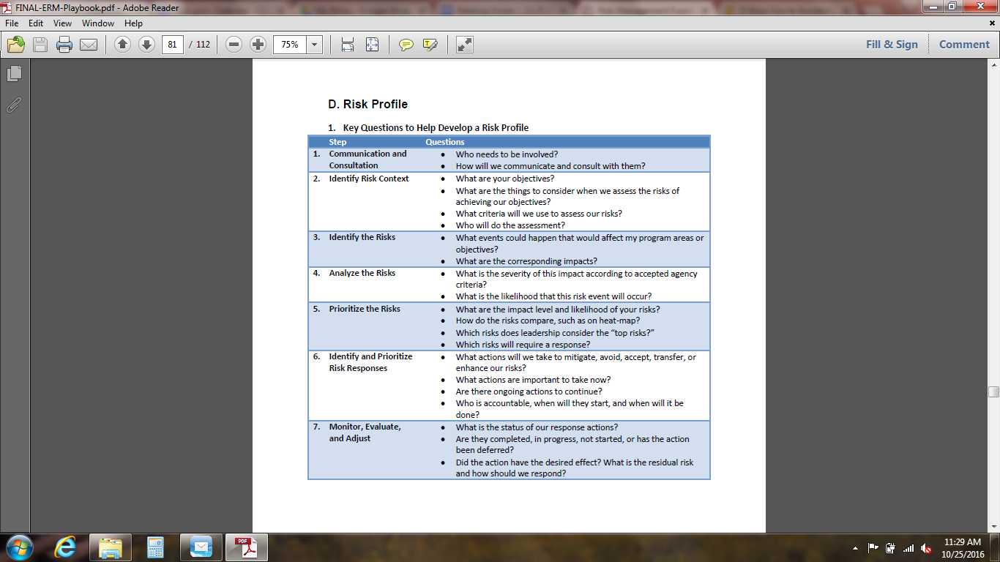 FINAL-ERM-Playbook.pdf - Adobe Reader
File Edit View Window Help
81 / 112 75% Fill & Sign Comment
D. Risk Profile
1. Key Questions to Help Develop a Risk Profile
Step Questions
1. Communication and
Consultation
• Who needs to be involved?
• How will we communicate and consult with them?
2. Identify Risk Context
• What are your objectives?
• What are the things to consider when we assess the risks of
achieving our objectives?
• What criteria will we use to assess our risks?
• Who will do the assessment?
3. Identify the Risks
• What events could happen that would affect my program areas or
objectives?
• What are the corresponding impacts?
4. Analyze the Risks
• What is the severity of this impact according to accepted agency
criteria?
• What is the likelihood that this risk event will occur?
5. Prioritize the Risks
• What are the impact level and likelihood of your risks?
• How do the risks compare, such as on heat-map?
• Which risks does leadership consider the “top risks?”
• Which risks will require a response?
6. Identify and Prioritize
Risk Responses
• What actions will we take to mitigate, avoid, accept, transfer, or
enhance our risks?
• What actions are important to take now?
• Are there ongoing actions to continue?
• Who is accountable, when will they start, and when will it be
done?
7. Monitor, Evaluate,
and Adjust
• What is the status of our response actions?
• Are they completed, in progress, not started, or has the action
been deferred?
• Did the action have the desired effect? What is the residual risk
and how should we respond?
PDF
11:29 AM
10/25/2016